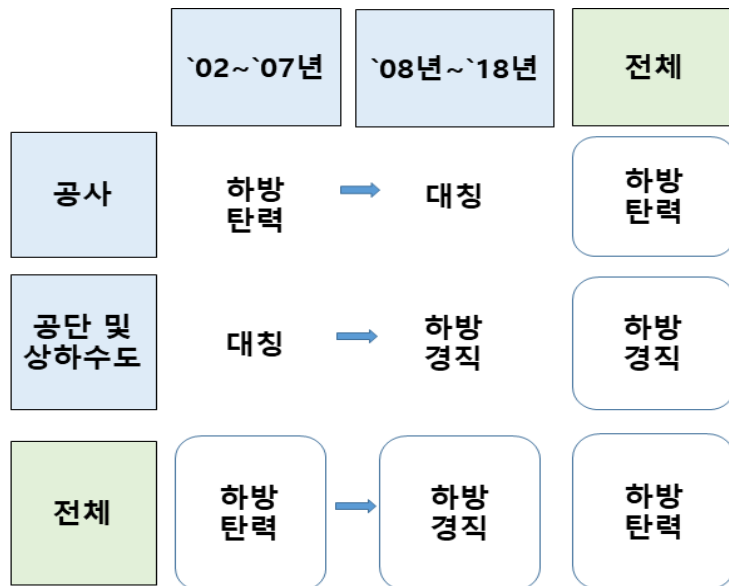 `02~`07년
`08년~`18년
전체
공사
하방
탄력
대칭
하방
탄력
공단 및
상하수도
대칭
하방
경직
하방
경직
전체
하방
탄력
하방
경직
하방
탄력